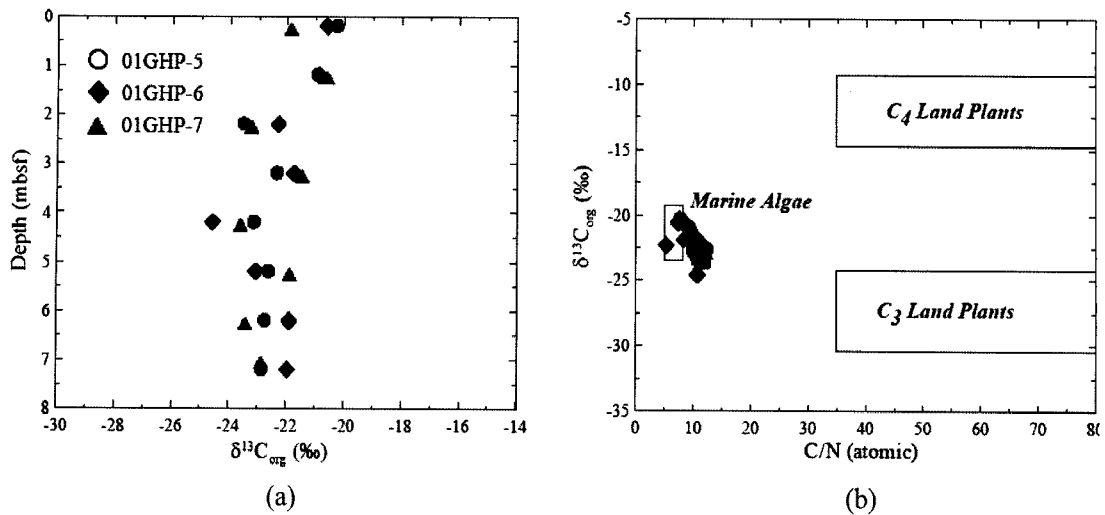 0
1
2
3
4
5
6
7
8
Depth (mbsf)
01GHP-5
01GHP-6
01GHP-7
-30 -28 -26 -24 -22 -20 -18 -16 -14
δ¹³C_org (‰)
(a)
-5
-10
-15
-20
-25
-30
-35
δ¹³C_org (‰)
C₄ Land Plants
Marine Algae
C₃ Land Plants
0 10 20 30 40 50 60 70 80
C/N (atomic)
(b)